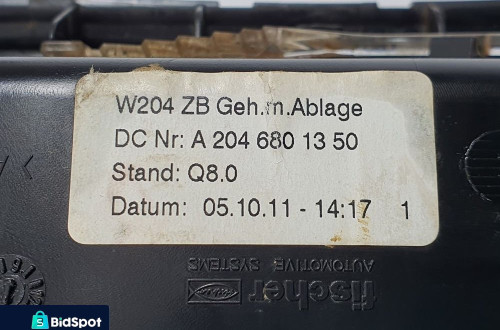 W204 ZB Geh.m.Ablage
DC Nr: A 204 680 13 50
Stand: Q8.0
Datum: 05.10.11 - 14:17 1
fischer
AUTOMOTIVE SYSTEMS
BidSpot